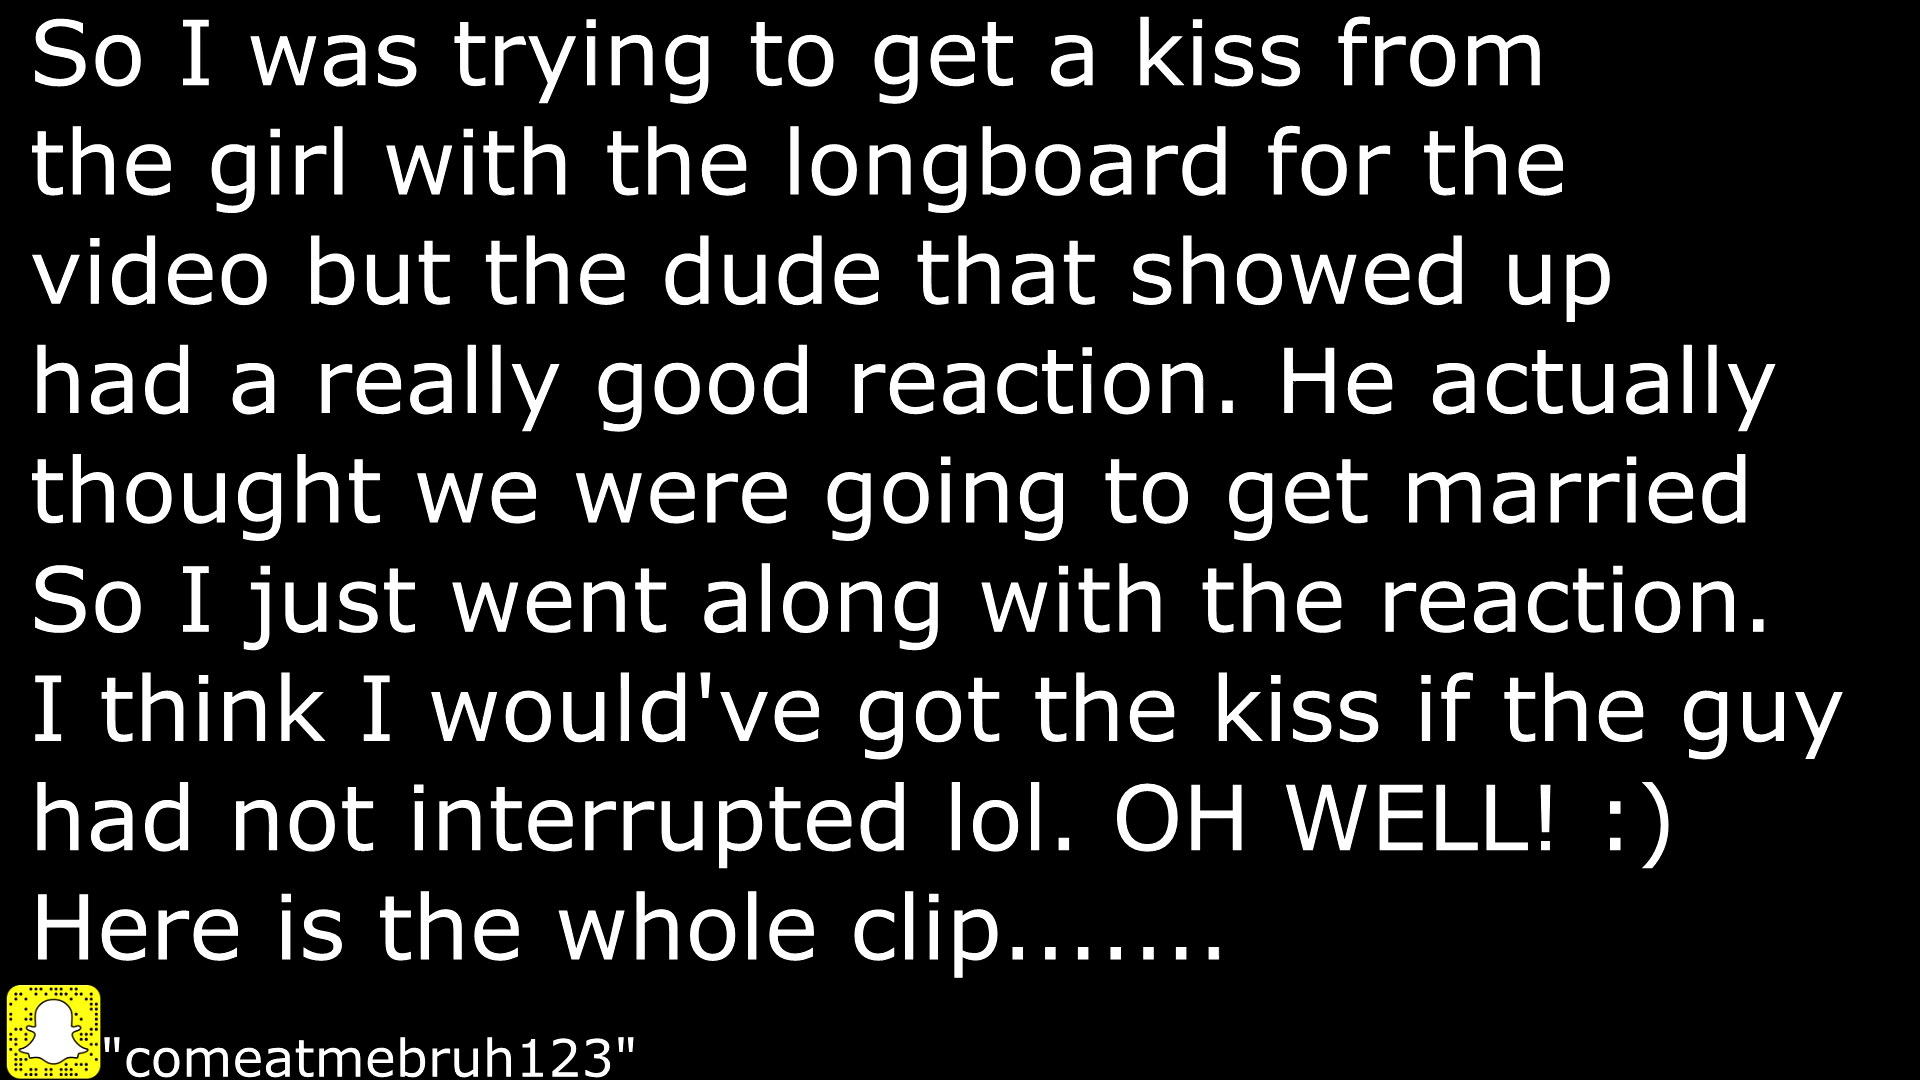 So I was trying to get a kiss from
the girl with the longboard for the
video but the dude that showed up
had a really good reaction. He actually
thought we were going to get married
So I just went along with the reaction.
I think I would've got the kiss if the guy
had not interrupted lol. OH WELL! :)
Here is the whole clip.......
"comeatmebruh123"